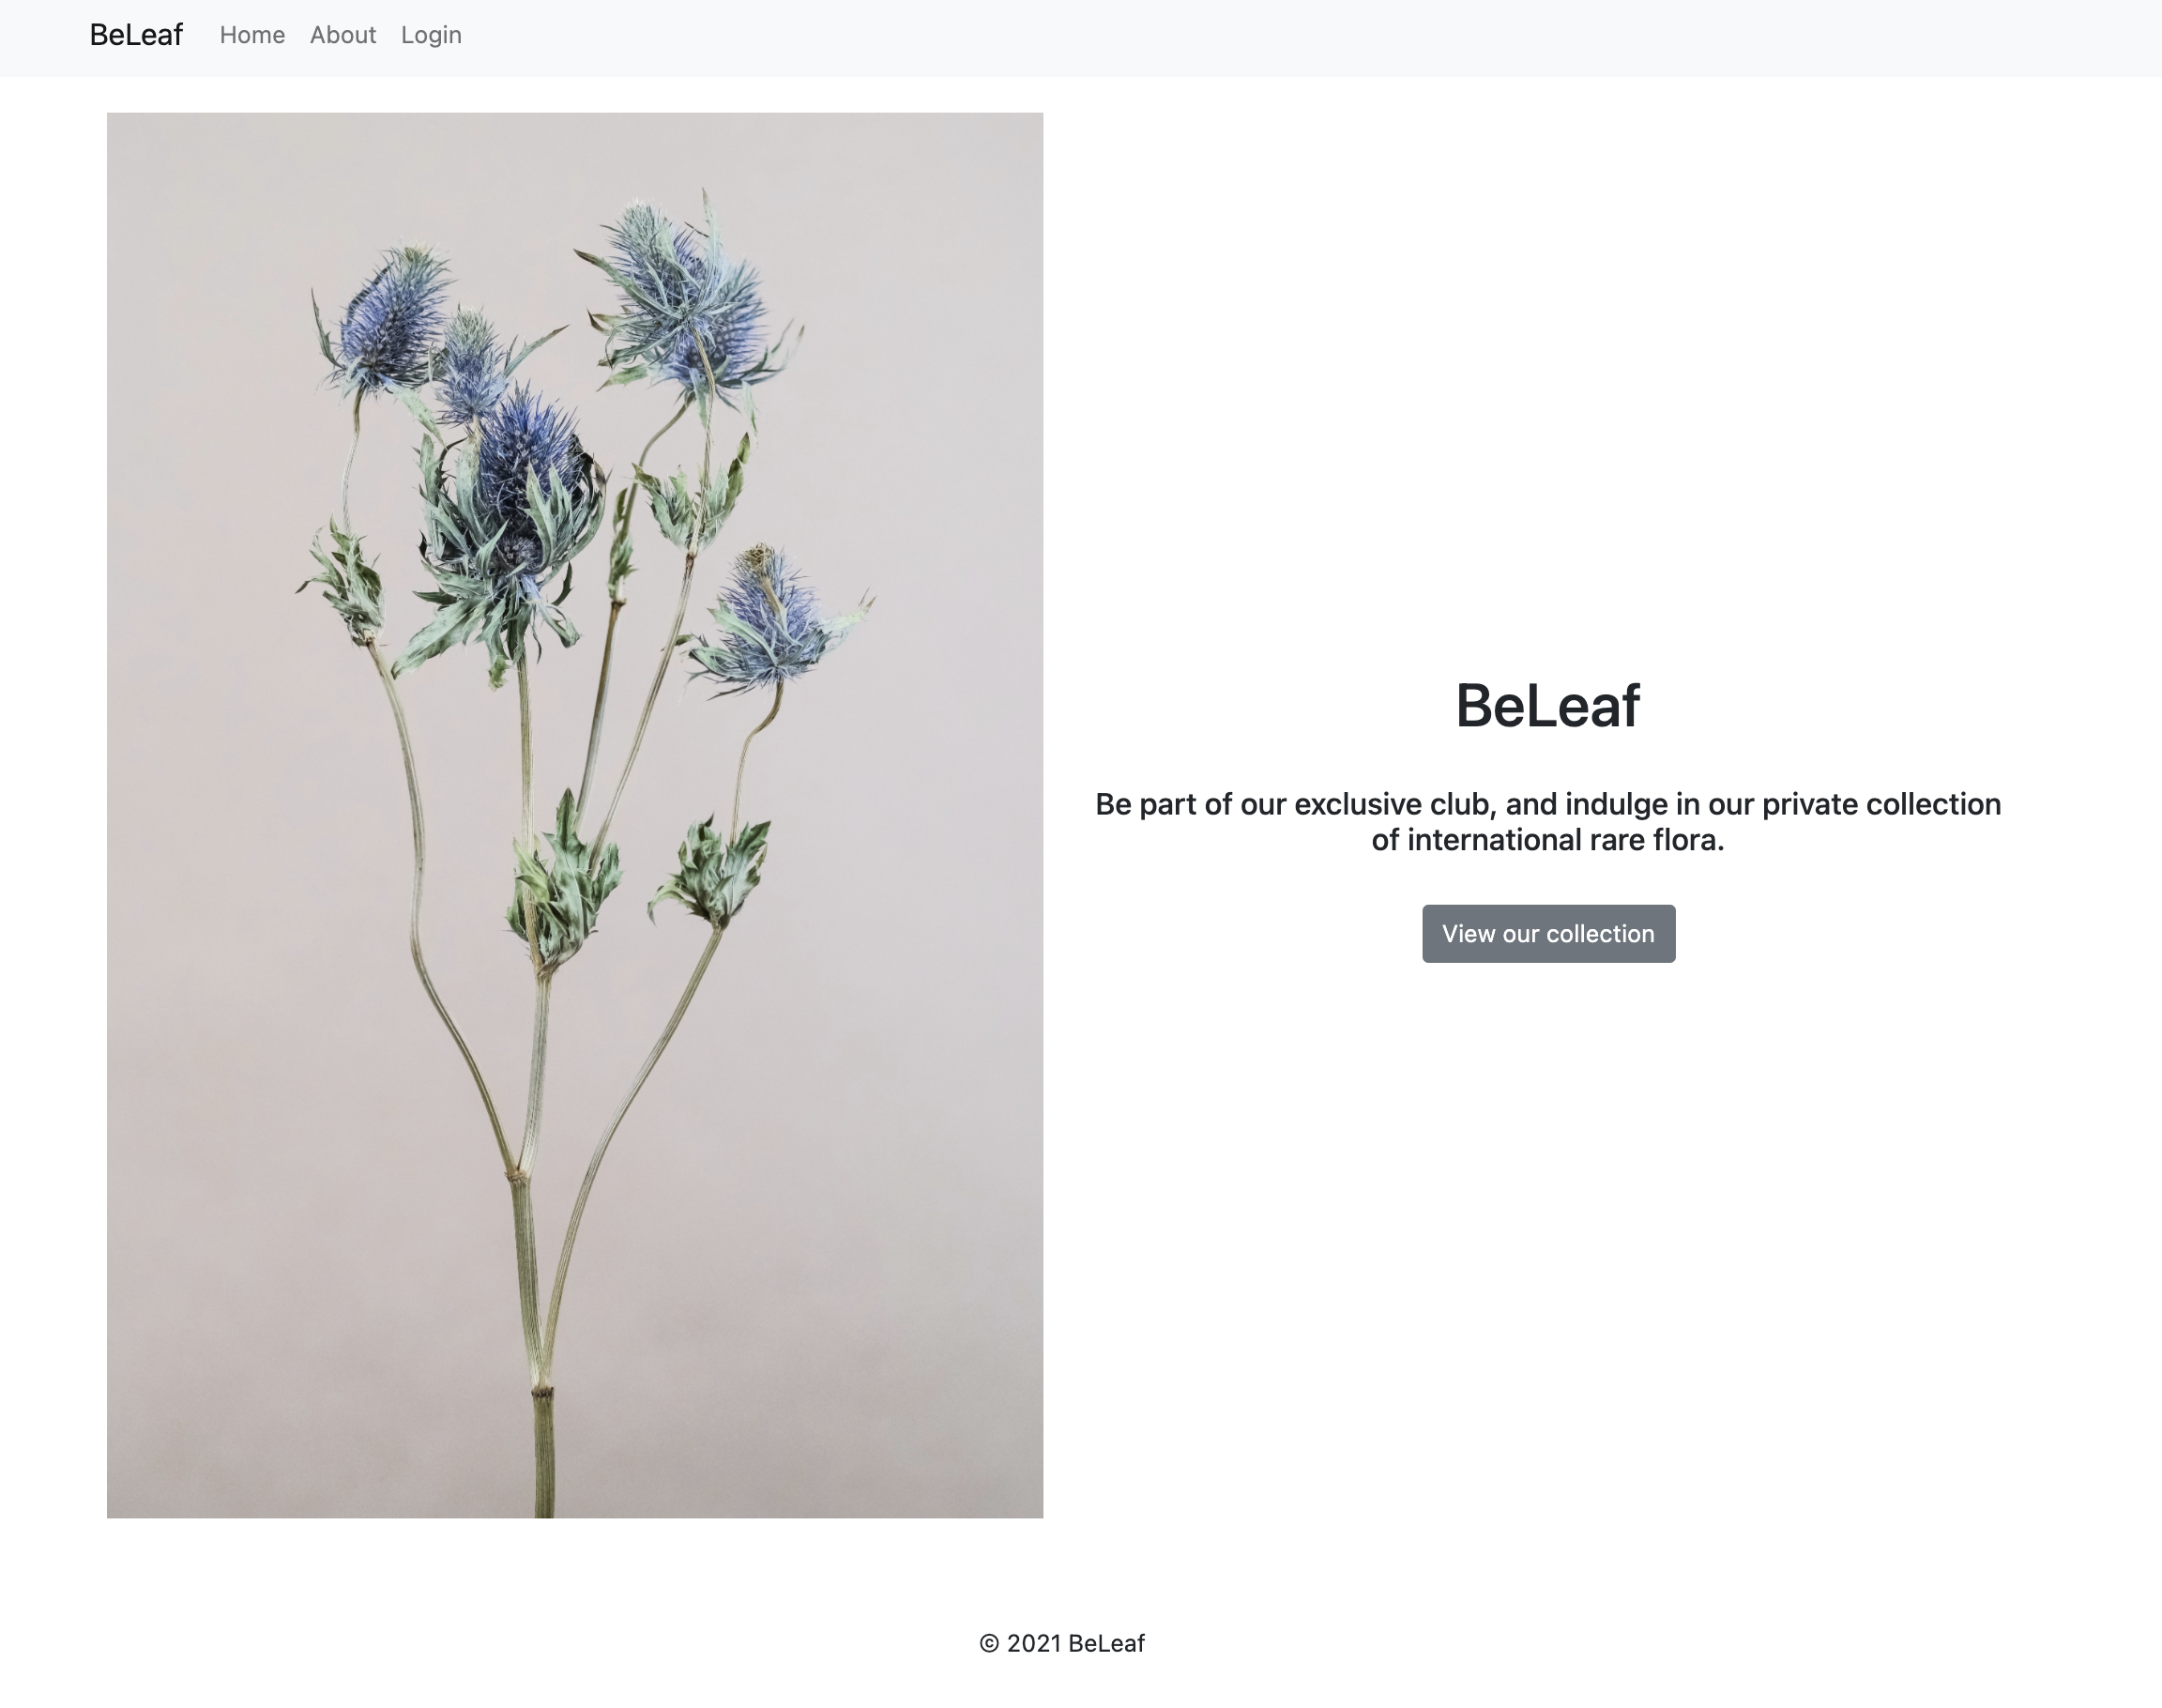 BeLeaf Home About Login
BeLeaf
Be part of our exclusive club, and indulge in our private collection
of international rare flora.
View our collection
© 2021 BeLeaf